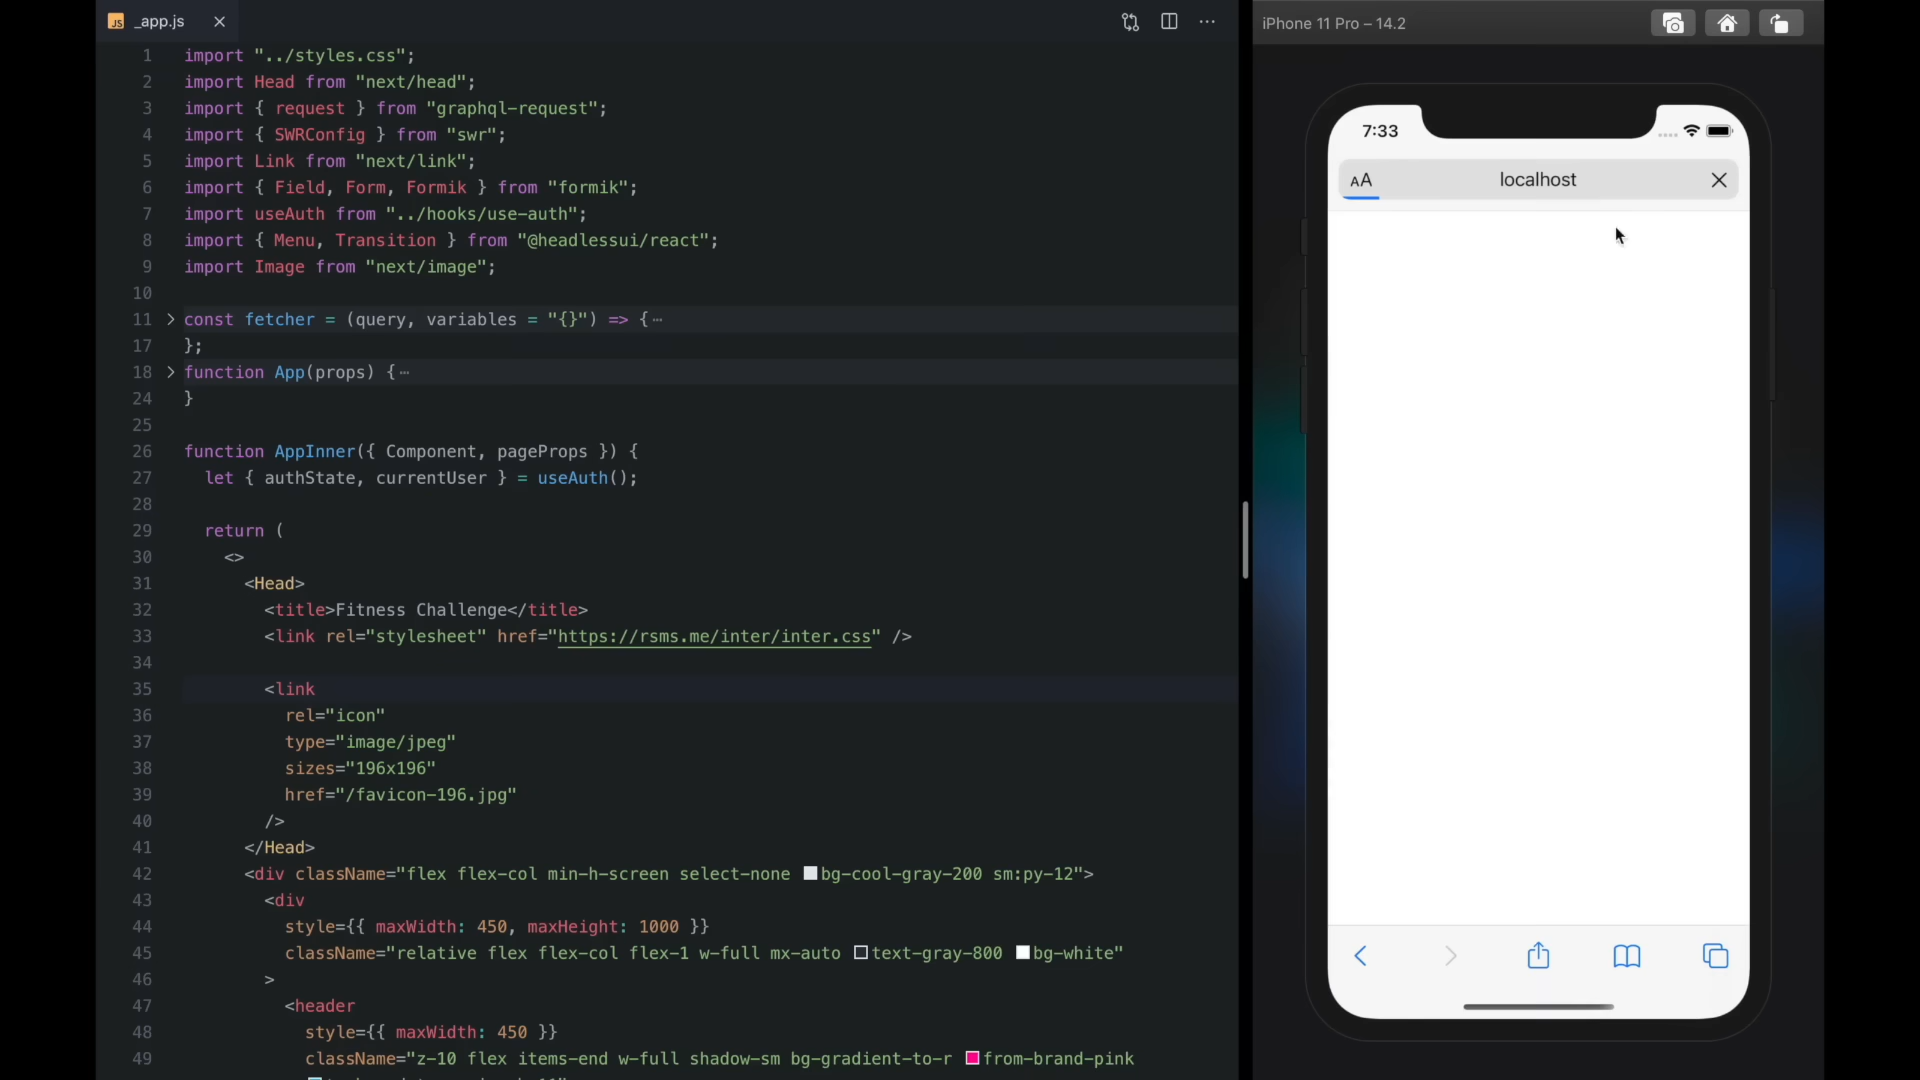 JS _app.js
1 import "../styles.css";
2 import Head from "next/head";
3 import { request } from "graphql-request";
4 import { SWRConfig } from "swr";
5 import Link from "next/link";
6 import { Field, Form, Formik } from "formik";
7 import useAuth from "../hooks/use-auth";
8 import { Menu, Transition } from "@headlessui/react";
9 import Image from "next/image";
10
11 const fetcher = (query, variables = "{}") => {⋯
17 };
18 function App(props) {⋯
24 }
25
26 function AppInner({ Component, pageProps }) {
27 let { authState, currentUser } = useAuth();
28
29 return (
30 <>
31 <Head>
32 <title>Fitness Challenge</title>
33 <link rel="stylesheet" href="https://rsms.me/inter/inter.css" />
34
35 <link
36 rel="icon"
37 type="image/jpeg"
38 sizes="196x196"
39 href="/favicon-196.jpg"
40 />
41 </Head>
42 <div className="flex flex-col min-h-screen select-none bg-cool-gray-200 sm:py-12">
43 <div
44 style={{ maxWidth: 450, maxHeight: 1000 }}
45 className="relative flex flex-col flex-1 w-full mx-auto text-gray-800 bg-white"
46 >
47 <header
48 style={{ maxWidth: 450 }}
49 className="z-10 flex items-end w-full shadow-sm bg-gradient-to-r from-brand-pink
iPhone 11 Pro – 14.2
7:33
AA localhost